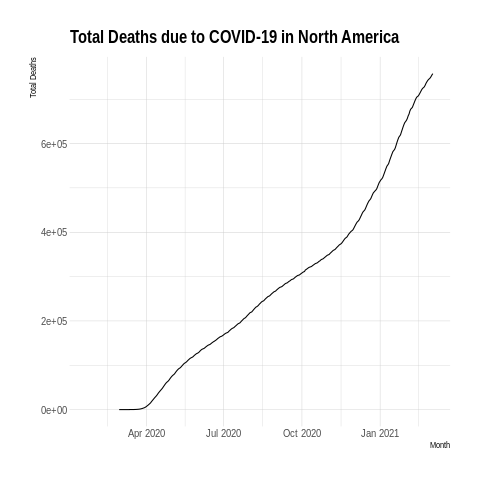 Total Deaths due to COVID-19 in North America
Total Deaths
6e+05
4e+05
2e+05
0e+00
Apr 2020 Jul 2020 Oct 2020 Jan 2021
Month